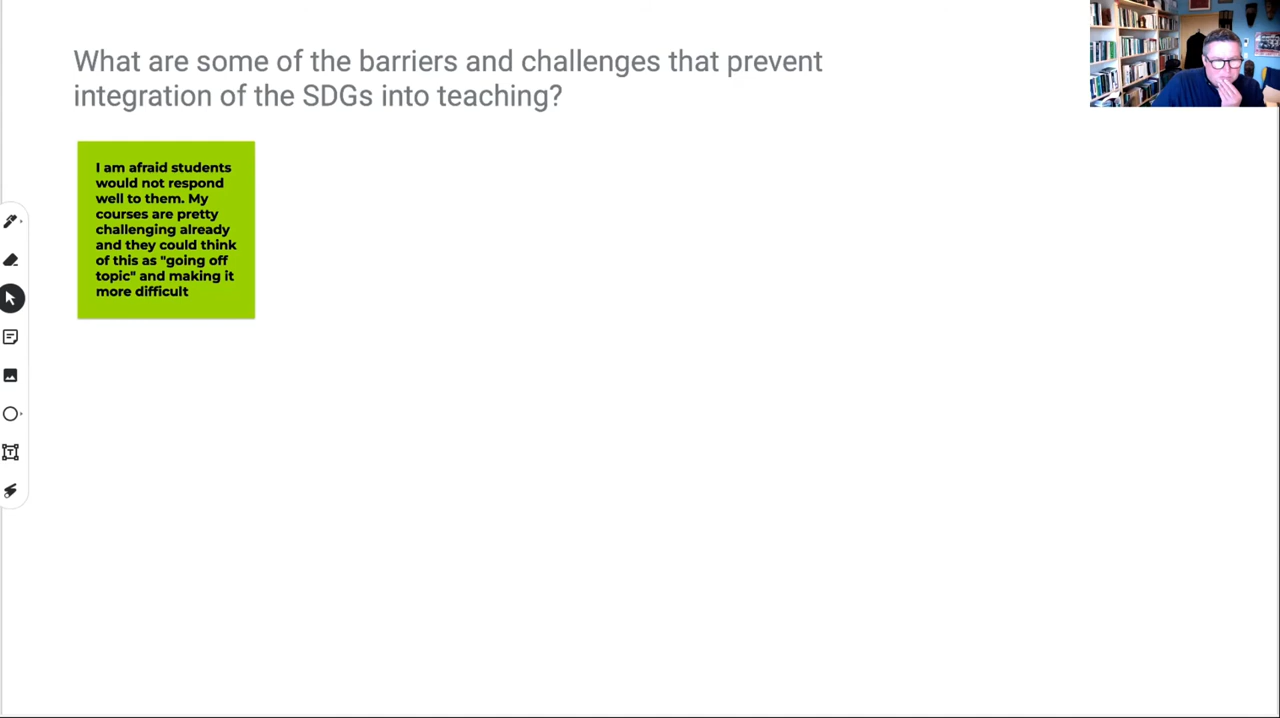 What are some of the barriers and challenges that prevent
integration of the SDGs into teaching?
I am afraid students
would not respond
well to them. My
courses are pretty
challenging already
and they could think
of this as "going off
topic" and making it
more difficult